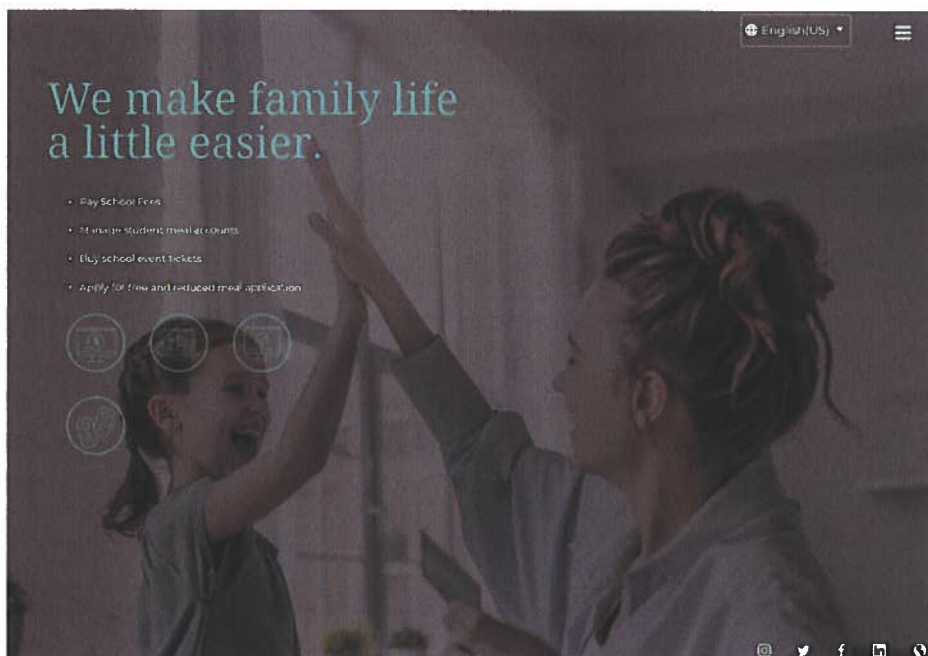 English(US)
We make family life
a little easier.
Pay School Fees
Manage student meal accounts
Buy school event tickets
Apply for free and reduced meal application